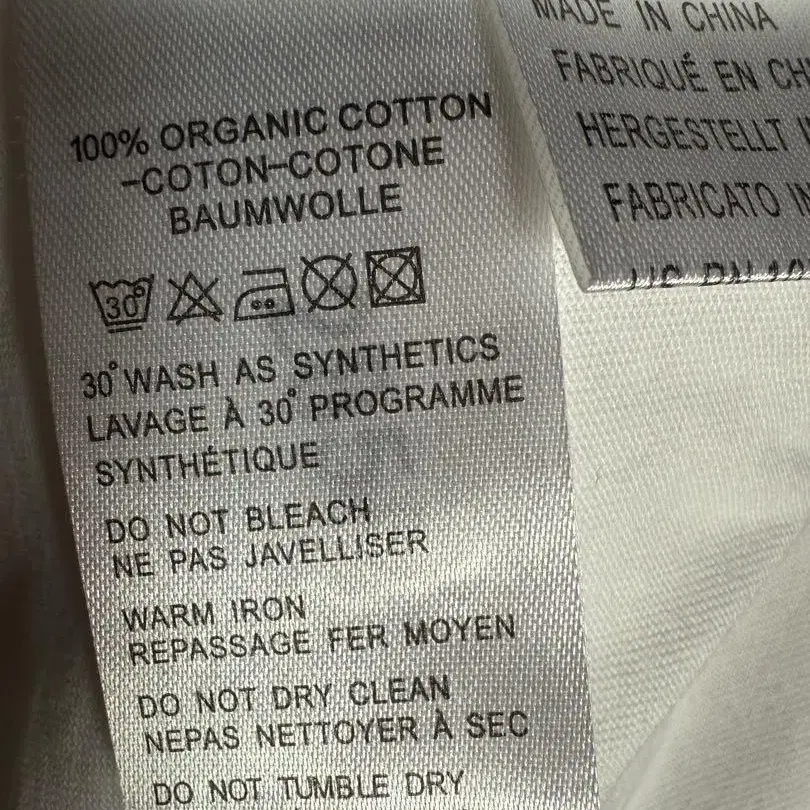 100% ORGANIC COTTON
-COTON-COTONE
BAUMWOLLE
30°
30° WASH AS SYNTHETICS
LAVAGE À 30° PROGRAMME
SYNTHÉTIQUE
DO NOT BLEACH
NE PAS JAVELLISER
WARM IRON
REPASSAGE FER MOYEN
DO NOT DRY CLEAN
NEPAS NETTOYER À SEC
DO NOT TUMBLE DRY
MADE IN CHINA
FABRIQUÉ EN CH
HERGESTELLT
FABRICATO IN